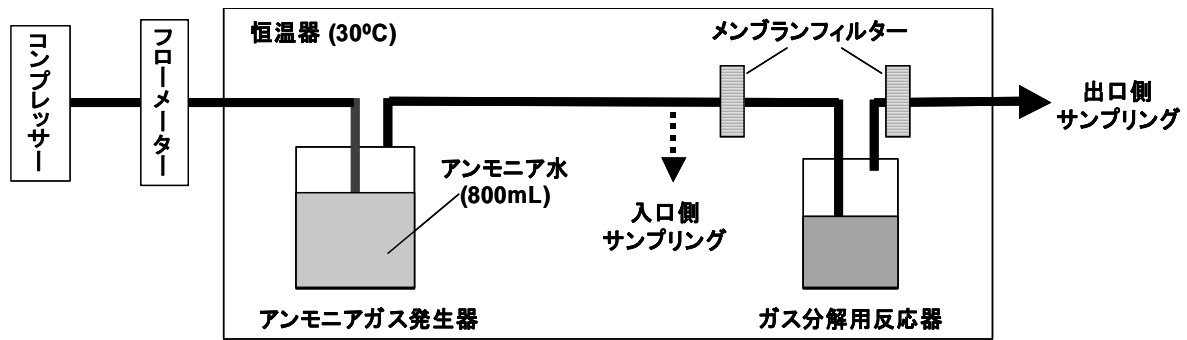 コンプレッサー
フローメーター
恒温器 (30ºC)
メンブランフィルター
出口側
サンプリング
アンモニア水
(800mL)
入口側
サンプリング
アンモニアガス発生器
ガス分解用反応器